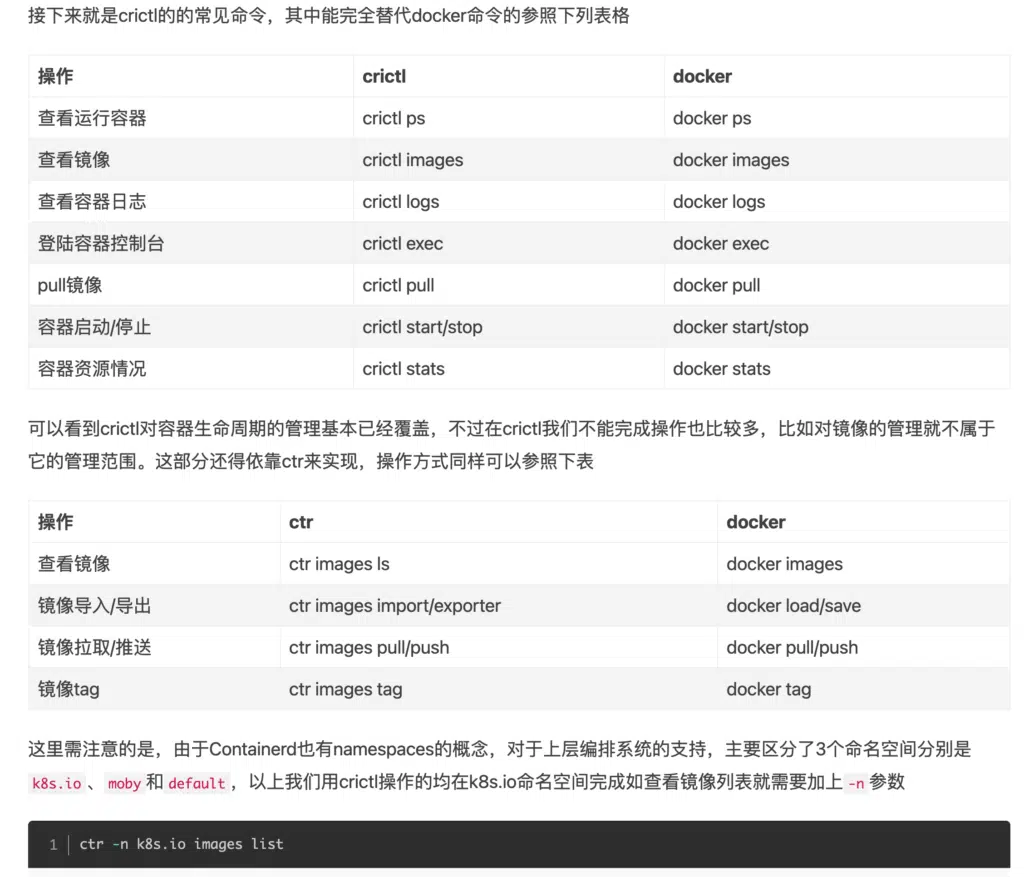 接下来就是crictl的的常见命令，其中能完全替代docker命令的参照下列表格
操作 crictl docker
查看运行容器 crictl ps docker ps
查看镜像 crictl images docker images
查看容器日志 crictl logs docker logs
登陆容器控制台 crictl exec docker exec
pull镜像 crictl pull docker pull
容器启动/停止 crictl start/stop docker start/stop
容器资源情况 crictl stats docker stats
可以看到crictl对容器生命周期的管理基本已经覆盖，不过在crictl我们不能完成操作也比较多，比如对镜像的管理就不属于
它的管理范围。这部分还得依靠ctr来实现，操作方式同样可以参照下表
操作 ctr docker
查看镜像 ctr images ls docker images
镜像导入/导出 ctr images import/exporter docker load/save
镜像拉取/推送 ctr images pull/push docker pull/push
镜像tag ctr images tag docker tag
这里需注意的是，由于Containerd也有namespaces的概念，对于上层编排系统的支持，主要区分了3个命名空间分别是
k8s.io 、 moby 和 default ，以上我们用crictl操作的均在k8s.io命名空间完成如查看镜像列表就需要加上 -n 参数
1 ctr -n k8s.io images list